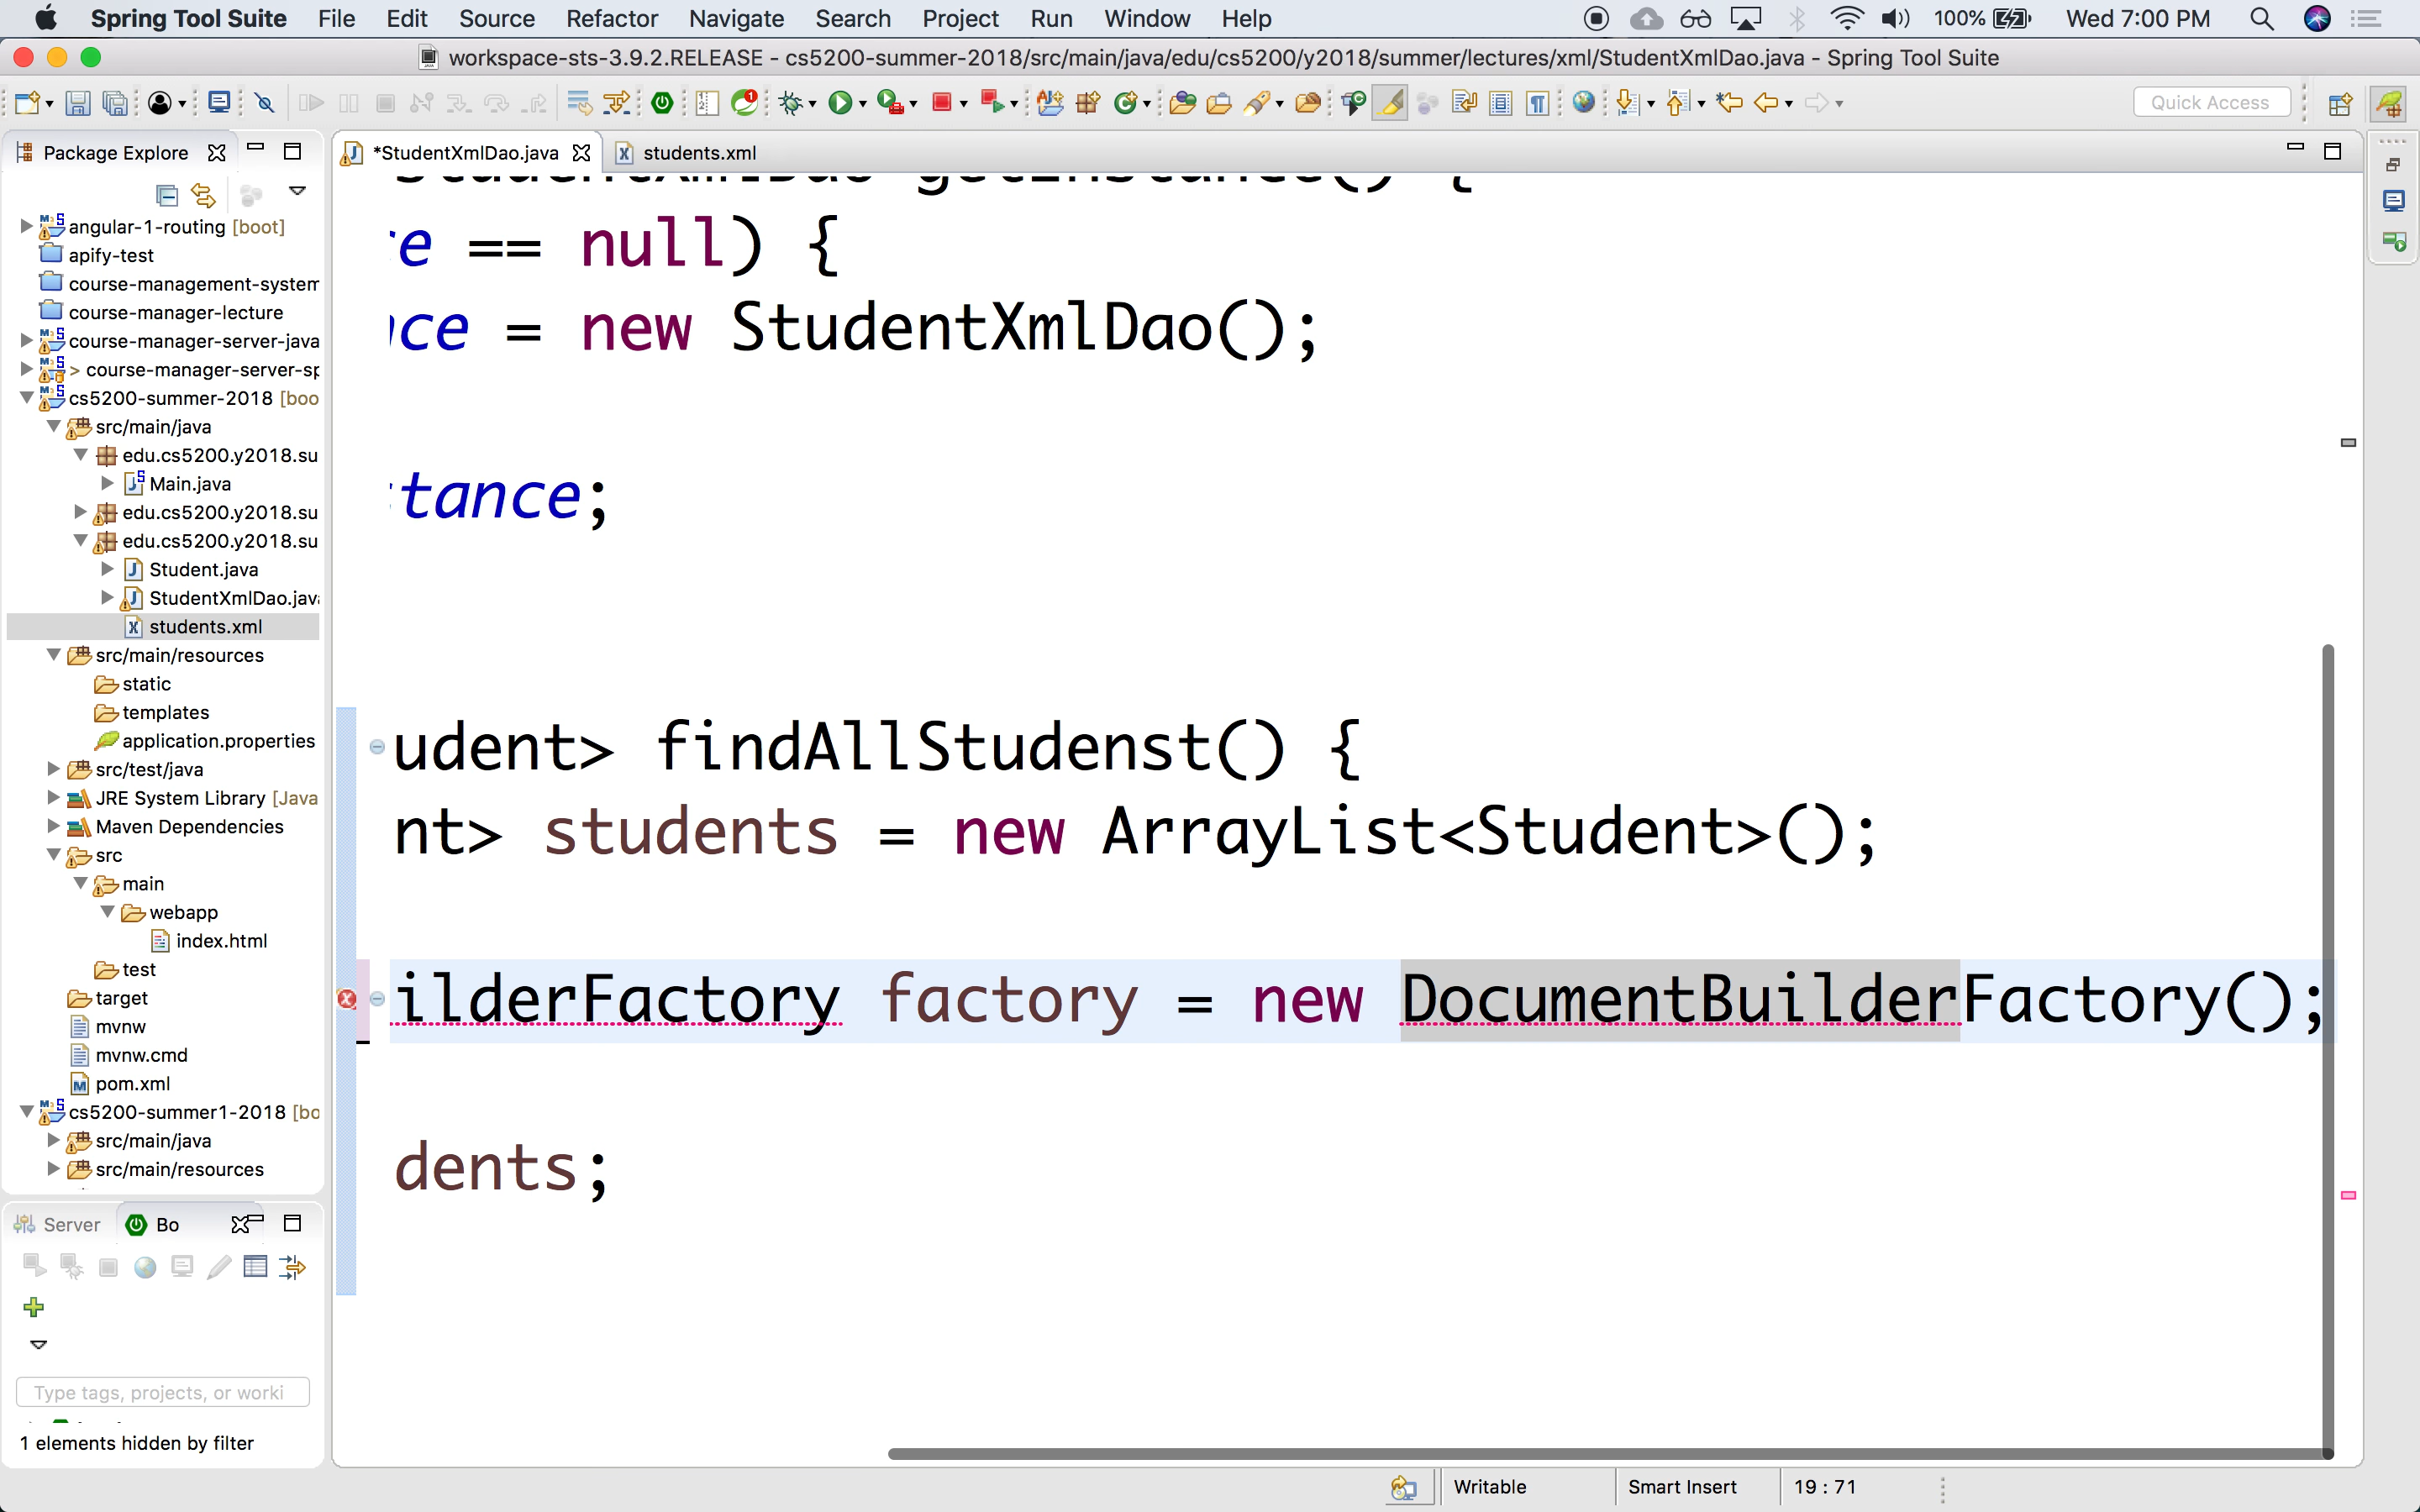 Spring Tool Suite File Edit Source Refactor Navigate Search Project Run Window Help 100% Wed 7:00 PM
workspace-sts-3.9.2.RELEASE - cs5200-summer-2018/src/main/java/edu/cs5200/y2018/summer/lectures/xml/StudentXmlDao.java - Spring Tool Suite
Quick Access
Package Explore
*StudentXmlDao.java
students.xml
angular-1-routing [boot]
apify-test
course-management-system
course-manager-lecture
course-manager-server-java
> course-manager-server-sp
cs5200-summer-2018 [boo
src/main/java
edu.cs5200.y2018.su
Main.java
edu.cs5200.y2018.su
edu.cs5200.y2018.su
Student.java
StudentXmlDao.java
students.xml
src/main/resources
static
templates
application.properties
src/test/java
JRE System Library [Java
Maven Dependencies
src
main
webapp
index.html
test
target
mvnw
mvnw.cmd
pom.xml
cs5200-summer1-2018 [bo
src/main/java
src/main/resources
StudentXmlDao getInstance() {
e == null) {
ce = new StudentXmlDao();
tance;
udent> findAllStudenst() {
nt> students = new ArrayList<Student>();
ilderFactory factory = new DocumentBuilderFactory();
dents;
Server
Bo
Type tags, projects, or worki
1 elements hidden by filter
Writable Smart Insert 19 : 71